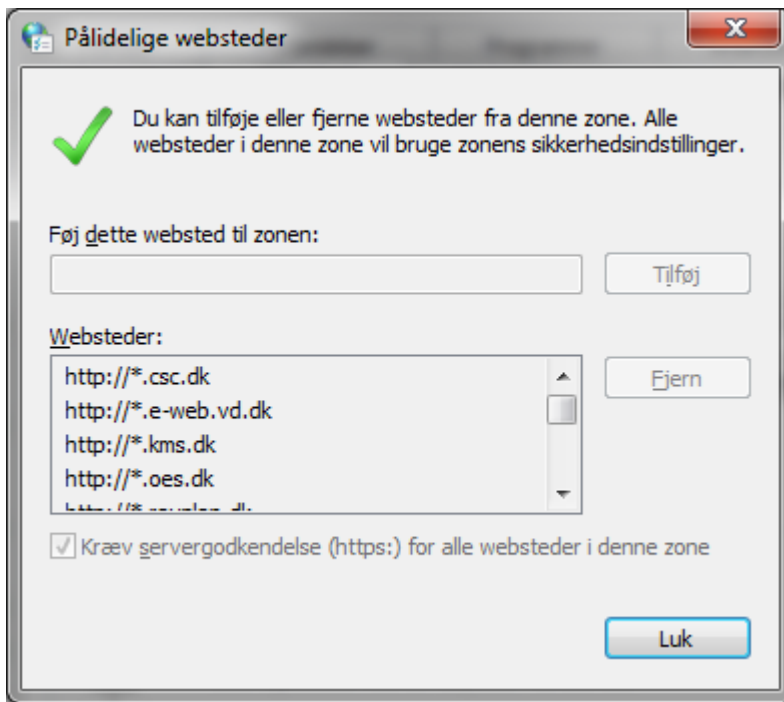 Pålidelige websteder
Du kan tilføje eller fjerne websteder fra denne zone. Alle
websteder i denne zone vil bruge zonens sikkerhedsindstillinger.
Føj dette websted til zonen:
Tilføj
Websteder:
http://*.csc.dk
Fjern
http://*.e-web.vd.dk
http://*.kms.dk
http://*.oes.dk
Kræv servergodkendelse (https:) for alle websteder i denne zone
Luk